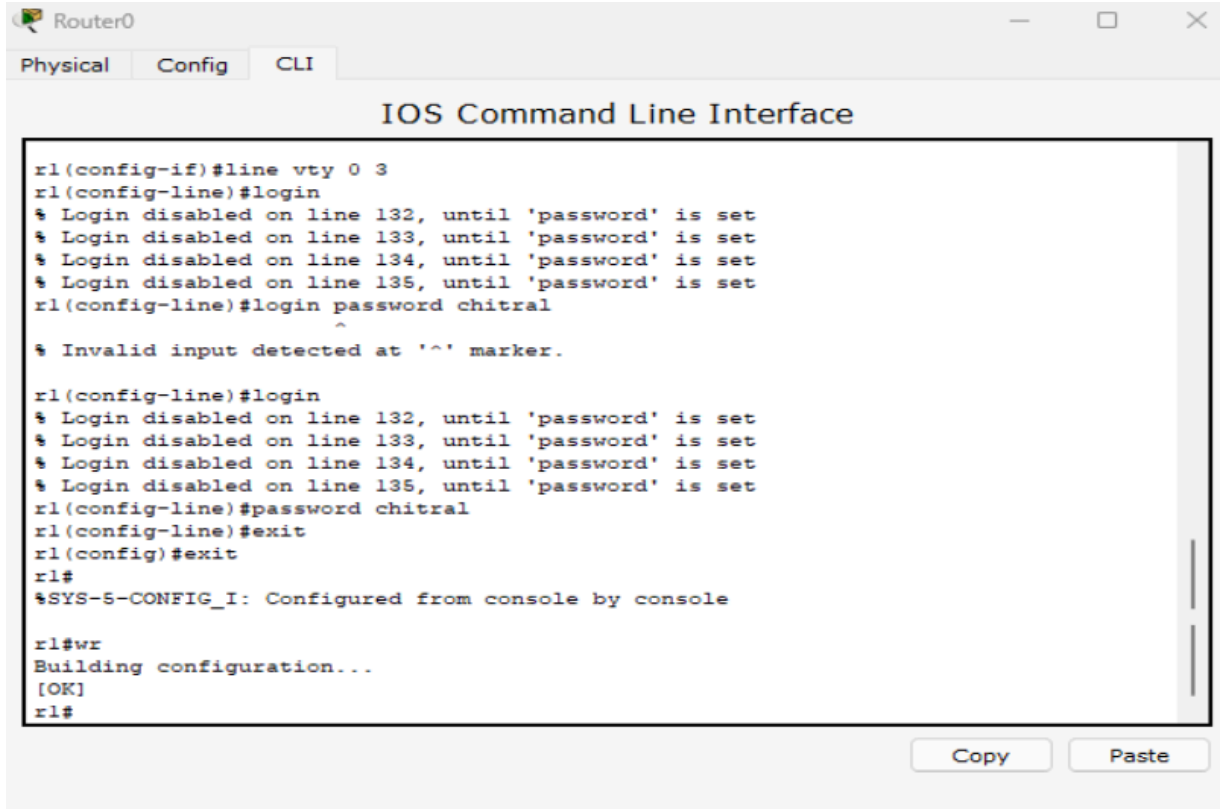 Router0
Physical Config CLI
IOS Command Line Interface
r1(config-if)#line vty 0 3
r1(config-line)#login
% Login disabled on line 132, until 'password' is set
% Login disabled on line 133, until 'password' is set
% Login disabled on line 134, until 'password' is set
% Login disabled on line 135, until 'password' is set
r1(config-line)#login password chitral
^
% Invalid input detected at '^' marker.
r1(config-line)#login
% Login disabled on line 132, until 'password' is set
% Login disabled on line 133, until 'password' is set
% Login disabled on line 134, until 'password' is set
% Login disabled on line 135, until 'password' is set
r1(config-line)#password chitral
r1(config-line)#exit
r1(config)#exit
r1#
%SYS-5-CONFIG_I: Configured from console by console
r1#wr
Building configuration...
[OK]
r1#
Copy Paste